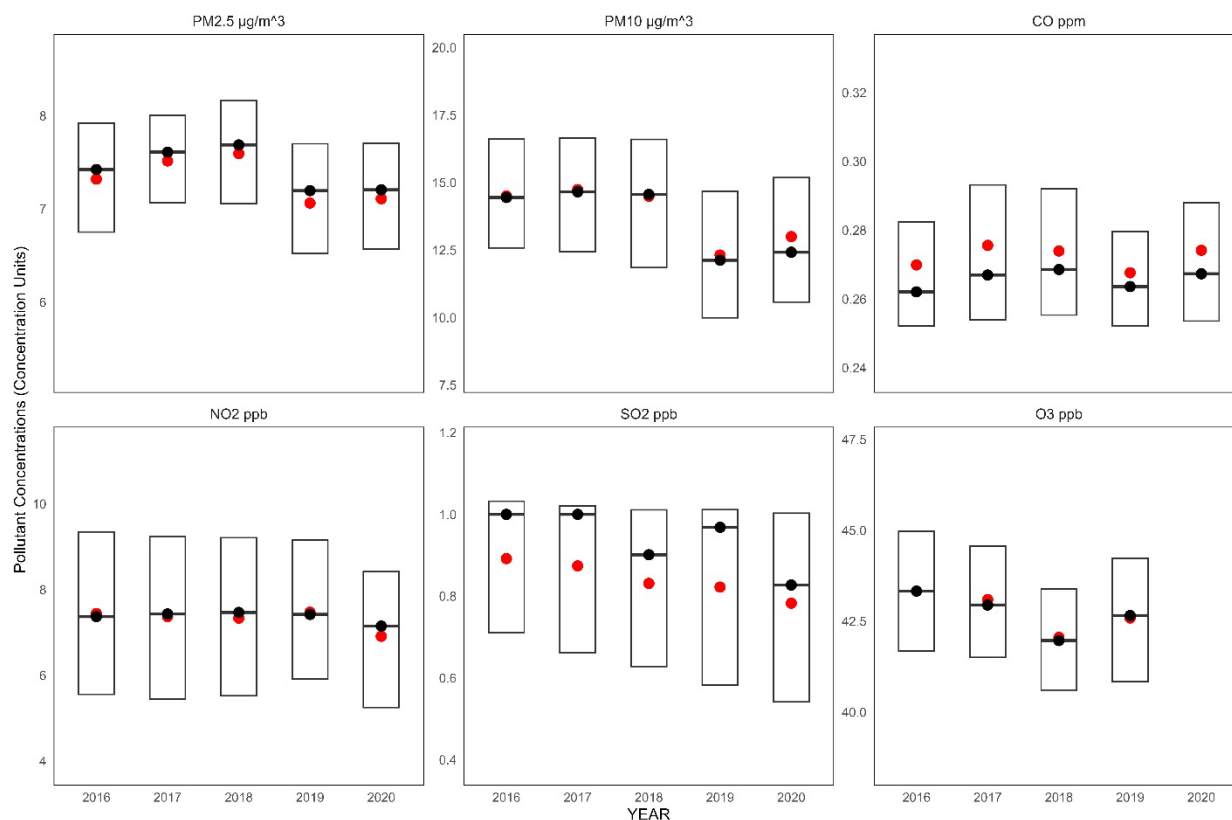 PM2.5 µg/m^3
PM10 µg/m^3
CO ppm
8
7
6
20.0
17.5
15.0
12.5
10.0
7.5
0.32
0.30
0.28
0.26
0.24
Pollutant Concentrations (Concentration Units)
NO2 ppb
SO2 ppb
O3 ppb
10
8
6
4
1.2
1.0
0.8
0.6
0.4
47.5
45.0
42.5
40.0
2016 2017 2018 2019 2020
2016 2017 2018 2019 2020
2016 2017 2018 2019 2020
YEAR